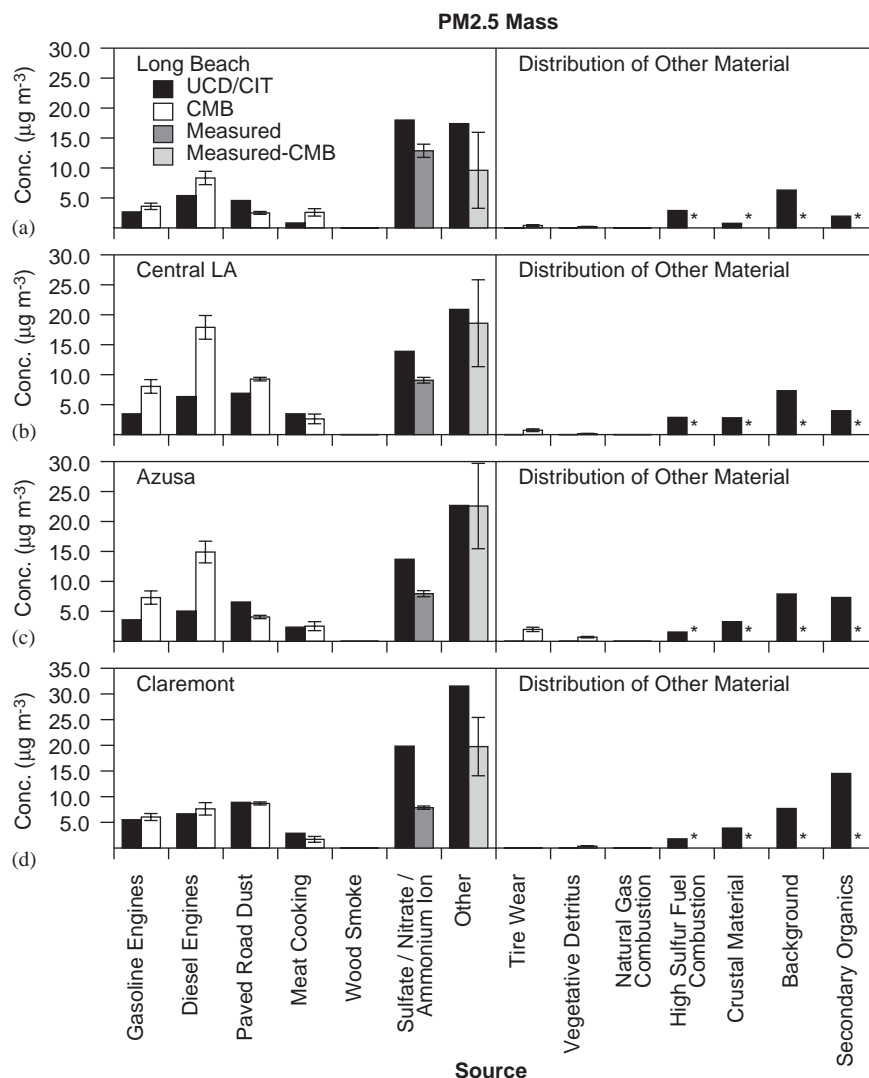 PM2.5 Mass
Conc. (μg m-3)
30.0
25.0
20.0
15.0
10.0
5.0
(a)
Long Beach
UCD/CIT
CMB
Measured
Measured-CMB
Distribution of Other Material
* * * *
Conc. (μg m-3)
30.0
25.0
20.0
15.0
10.0
5.0
(b)
Central LA
Distribution of Other Material
* * * *
Conc. (μg m-3)
30.0
25.0
20.0
15.0
10.0
5.0
(c)
Azusa
Distribution of Other Material
* * * *
Conc. (μg m-3)
35.0
30.0
25.0
20.0
15.0
10.0
5.0
(d)
Claremont
Distribution of Other Material
* * * *
Gasoline Engines
Diesel Engines
Paved Road Dust
Meat Cooking
Wood Smoke
Sulfate / Nitrate /
Ammonium Ion
Other
Tire Wear
Vegetative Detritus
Natural Gas
Combustion
High Sulfur Fuel
Combustion
Crustal Material
Background
Secondary Organics
Source